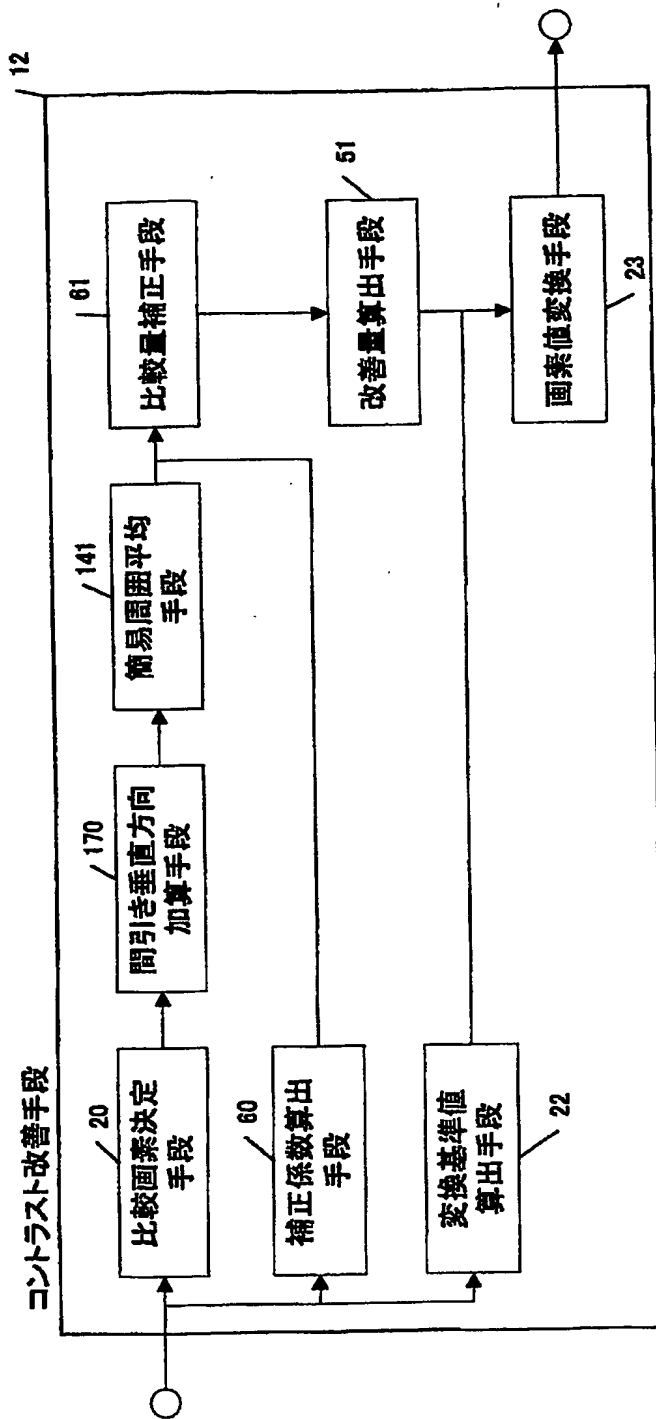 コントラスト改善手段
12
20
比較画素決定
手段
170
間引き垂直方向
加算手段
141
簡易周囲平均
手段
61
比較量補正手段
60
補正係数算出
手段
51
改善量算出手段
変換基準値
算出手段
22
画素値変換手段
23